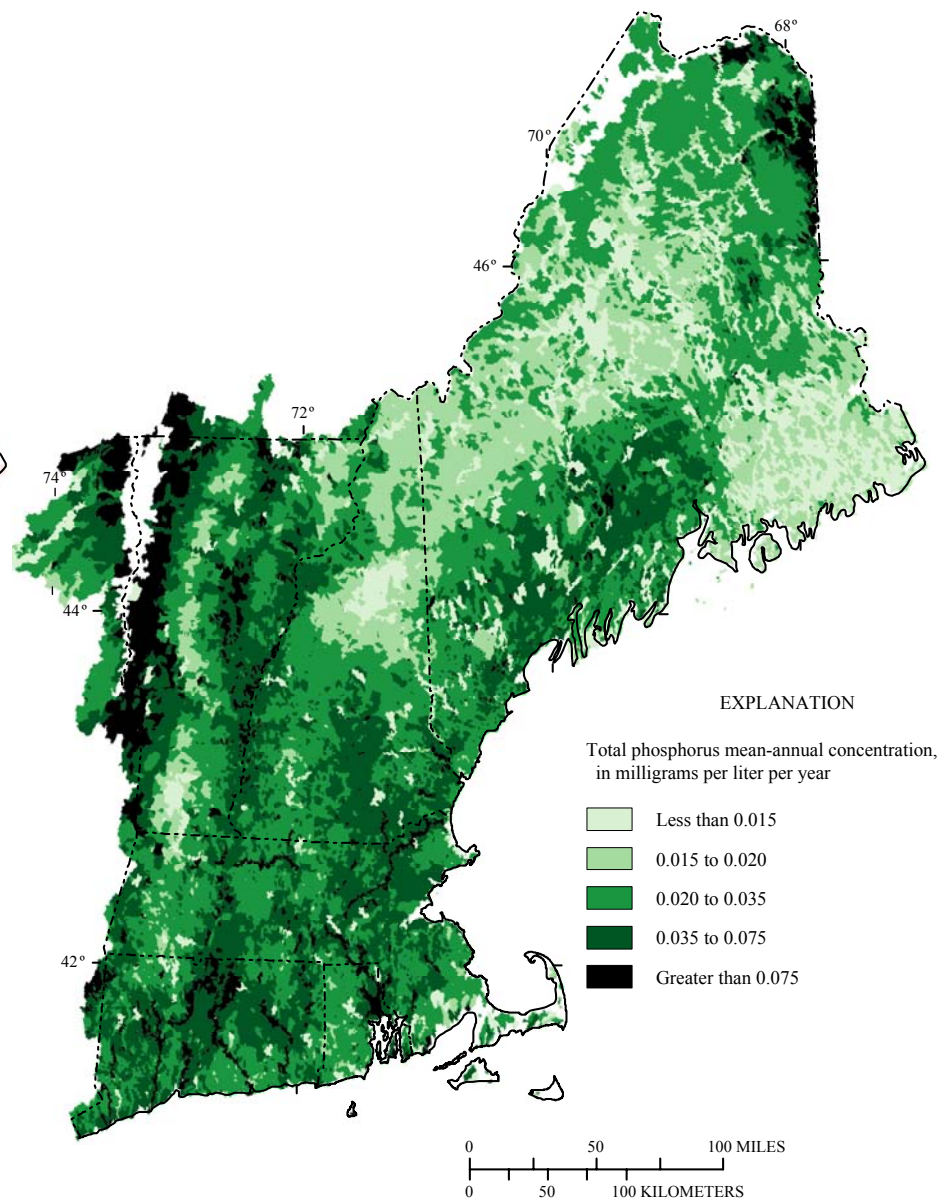 68°
70°
46°
72°
74°
44°
EXPLANATION
Total phosphorus mean-annual concentration,
in milligrams per liter per year
Less than 0.015
0.015 to 0.020
0.020 to 0.035
0.035 to 0.075
Greater than 0.075
42°
0 50 100 MILES
0 50 100 KILOMETERS